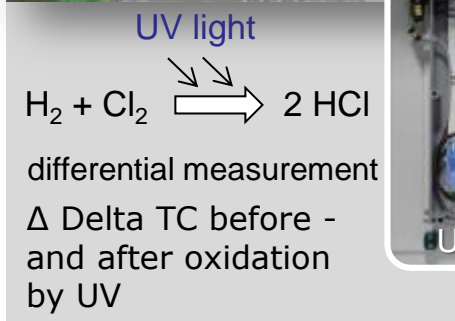 UV light
H₂ + Cl₂ ⇨ 2 HCl
differential measurement
Δ Delta TC before -
and after oxidation
by UV
U